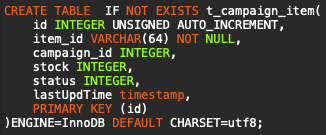 CREATE TABLE  IF NOT EXISTS t_campaign_item(
    id INTEGER UNSIGNED AUTO_INCREMENT,
    item_id VARCHAR(64) NOT NULL,
    campaign_id INTEGER,
    stock INTEGER,
    status INTEGER,
    lastUpdTime timestamp,
    PRIMARY KEY (id)
)ENGINE=InnoDB DEFAULT CHARSET=utf8;